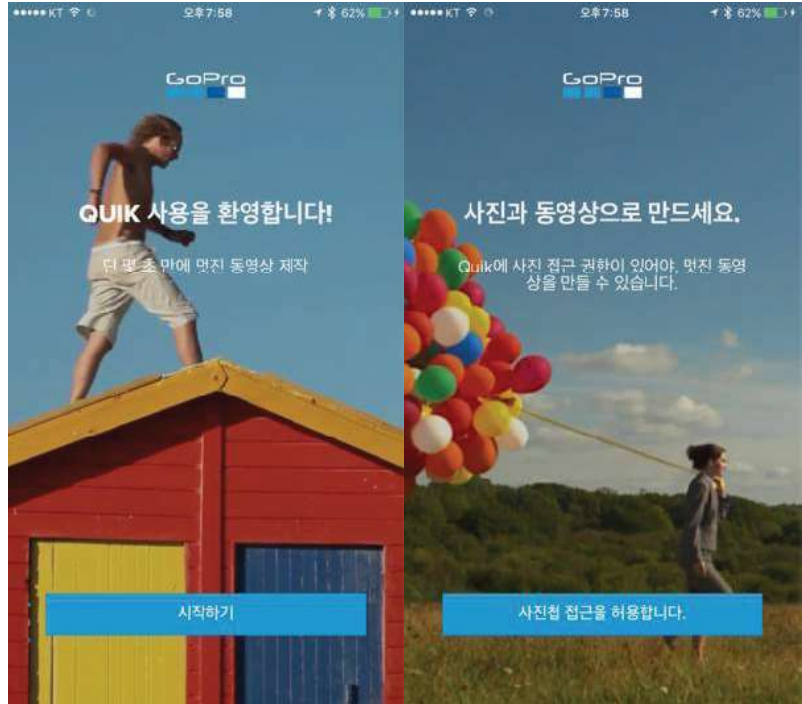 KT 오후7:58 62%
GoPro
QUIK 사용을 환영합니다!
단 몇 초 만에 멋진 동영상 제작
시작하기
KT 오후7:58 62%
GoPro
사진과 동영상으로 만드세요.
Quik에 사진 접근 권한이 있어야, 멋진 동영
상을 만들 수 있습니다.
사진첩 접근을 허용합니다.